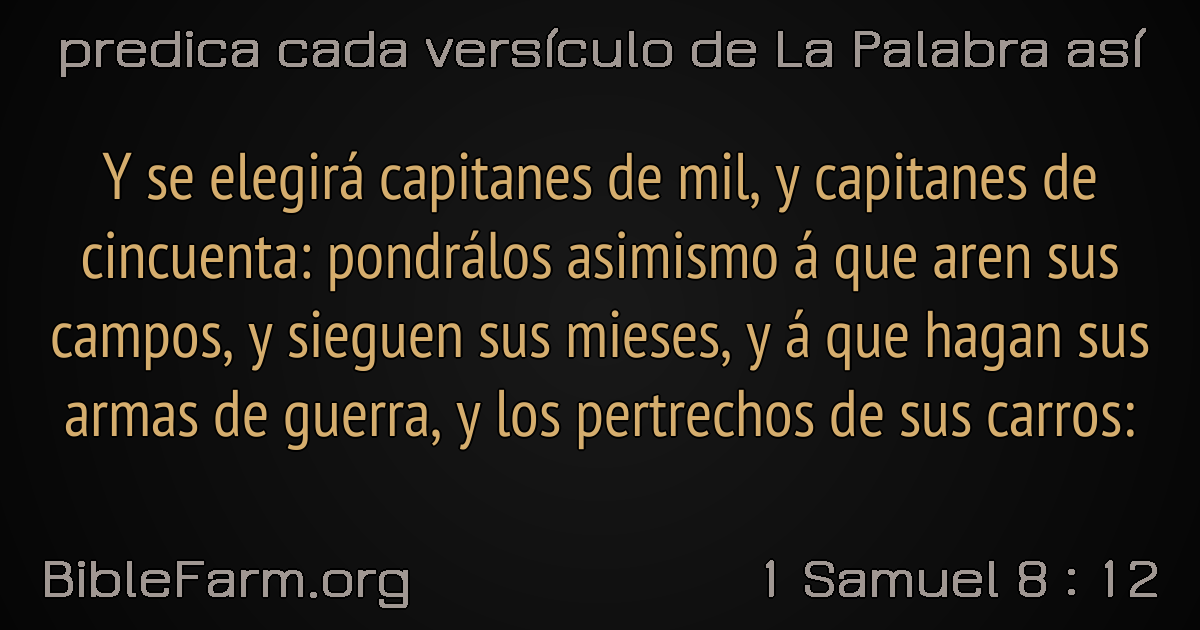 predica cada versículo de La Palabra así
Y se elegirá capitanes de mil, y capitanes de
cincuenta: pondrálos asimismo á que aren sus
campos, y sieguen sus mieses, y á que hagan sus
armas de guerra, y los pertrechos de sus carros:
BibleFarm.org
1 Samuel 8 : 12